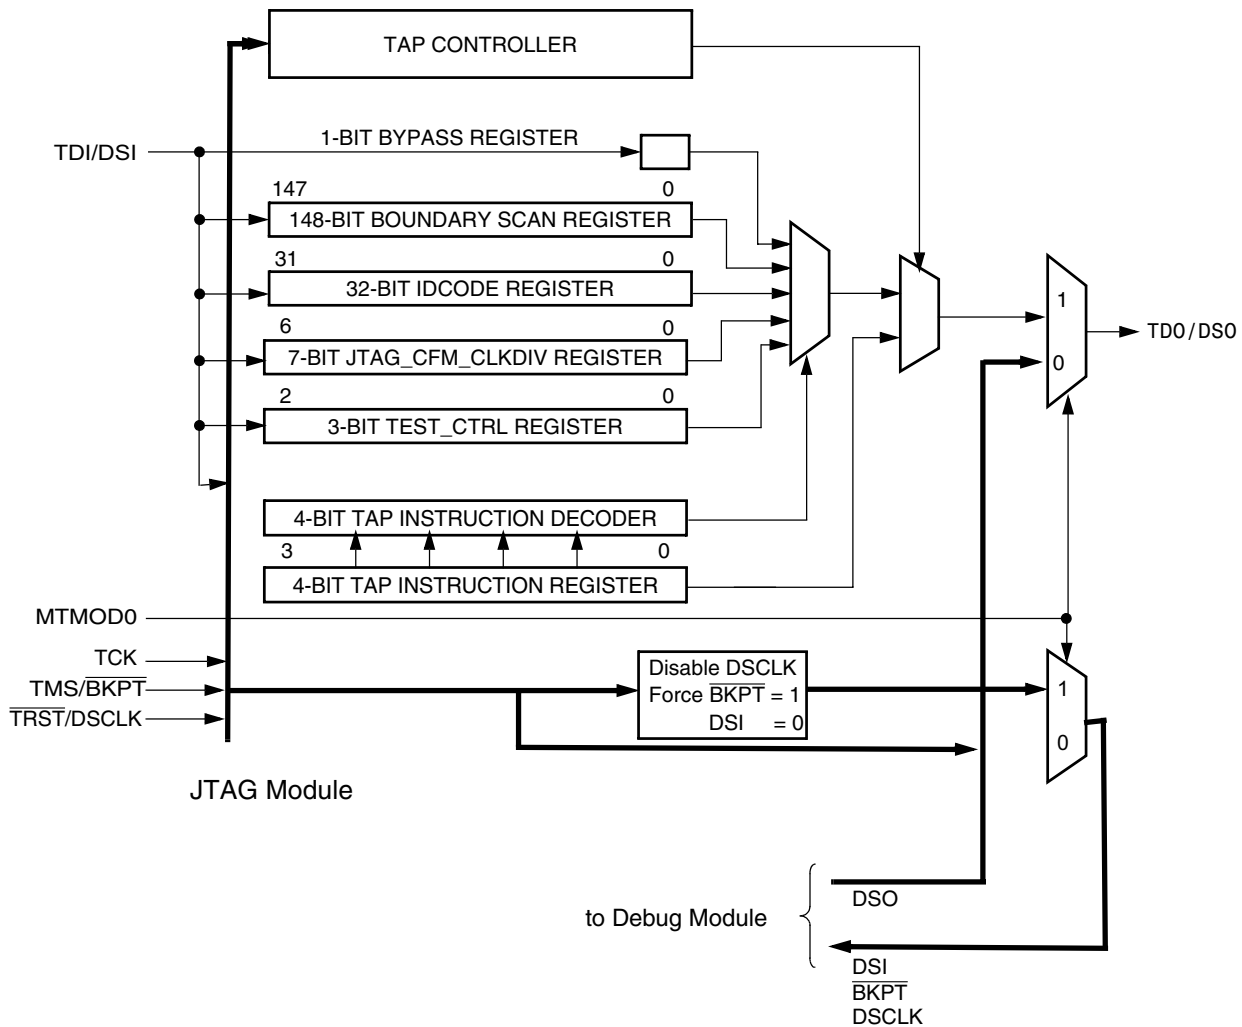 TAP CONTROLLER
1-BIT BYPASS REGISTER
TDI/DSI
147 0
148-BIT BOUNDARY SCAN REGISTER
31 0
32-BIT IDCODE REGISTER
6 0
7-BIT JTAG_CFM_CLKDIV REGISTER
2 0
3-BIT TEST_CTRL REGISTER
1
0
TDO/DSO
4-BIT TAP INSTRUCTION DECODER
3 0
4-BIT TAP INSTRUCTION REGISTER
MTMOD0
TCK
TMS/BKPT
TRST/DSCLK
Disable DSCLK
Force BKPT = 1
DSI = 0
1
0
JTAG Module
to Debug Module
DSO
DSI
BKPT
DSCLK